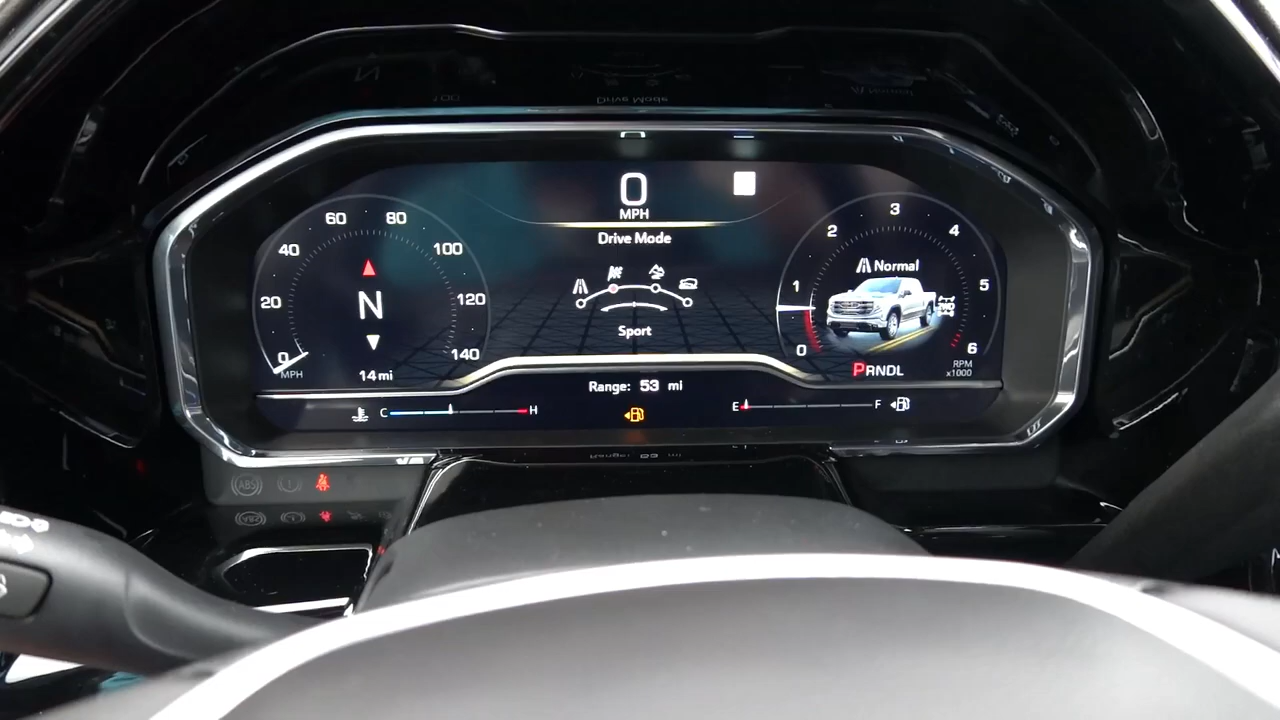 0
MPH
Drive Mode
Sport
60 80
40 100
20 120
0 140
MPH
N
14 mi
3
2 4
1 5
0 6
Normal
RPM
x1000
PRNDL
Range: 53 mi
C H
E F
ABS